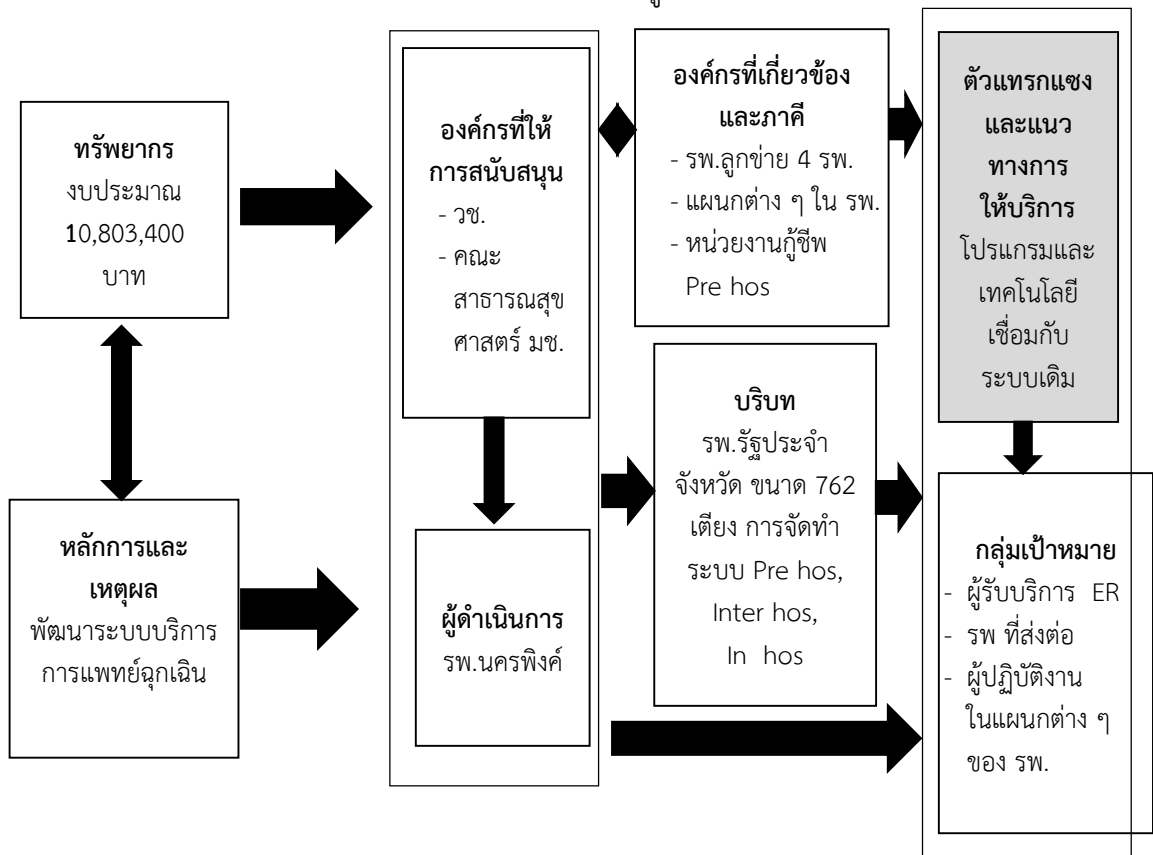 ทรัพยากร
งบประมาณ
10,803,400
บาท
หลักการและ
เหตุผล
พัฒนาระบบบริการ
การแพทย์ฉุกเฉิน
องค์กรที่ให้
การสนับสนุน
- วช.
- คณะ
สาธารณสุข
ศาสตร์ มช.
ผู้ดำเนินการ
รพ.นครพิงค์
องค์กรที่เกี่ยวข้อง
และภาคี
- รพ.ลูกข่าย 4 รพ.
- แผนกต่าง ๆ ใน รพ.
- หน่วยงานกู้ชีพ
Pre hos
บริบท
รพ.รัฐประจำ
จังหวัด ขนาด 762
เตียง การจัดทำ
ระบบ Pre hos,
Inter hos,
In hos
ตัวแทรกแซง
และแนว
ทางการ
ให้บริการ
โปรแกรมและ
เทคโนโลยี
เชื่อมกับ
ระบบเดิม
กลุ่มเป้าหมาย
- ผู้รับบริการ ER
- รพ ที่ส่งต่อ
- ผู้ปฏิบัติงาน
ในแผนกต่าง ๆ
ของ รพ.